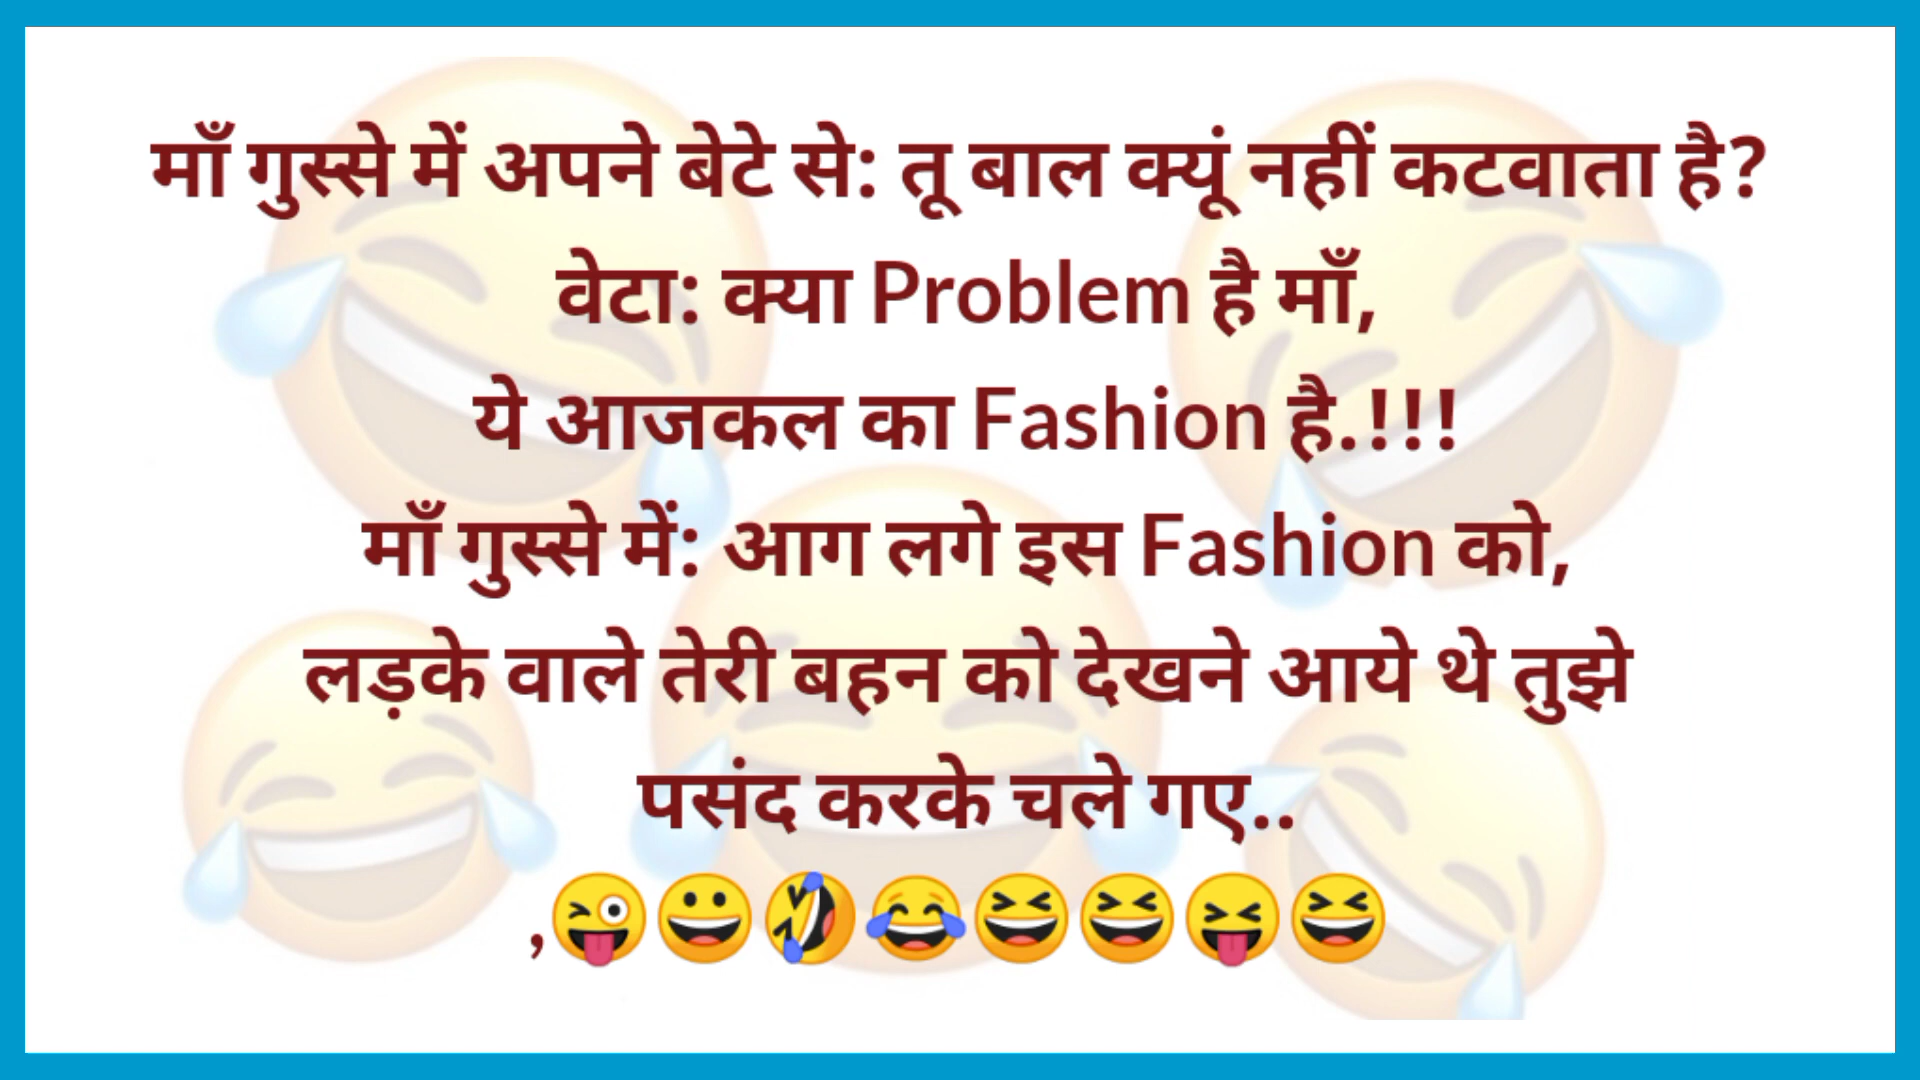 माँ गुस्से में अपने बेटे से: तू बाल क्यूं नहीं कटवाता है?
वेटा: क्या Problem है माँ,
ये आजकल का Fashion है.!!!
माँ गुस्से में: आग लगे इस Fashion को,
लड़के वाले तेरी बहन को देखने आये थे तुझे
पसंद करके चले गए..
,😜😀🤣😂😆😆😝😆